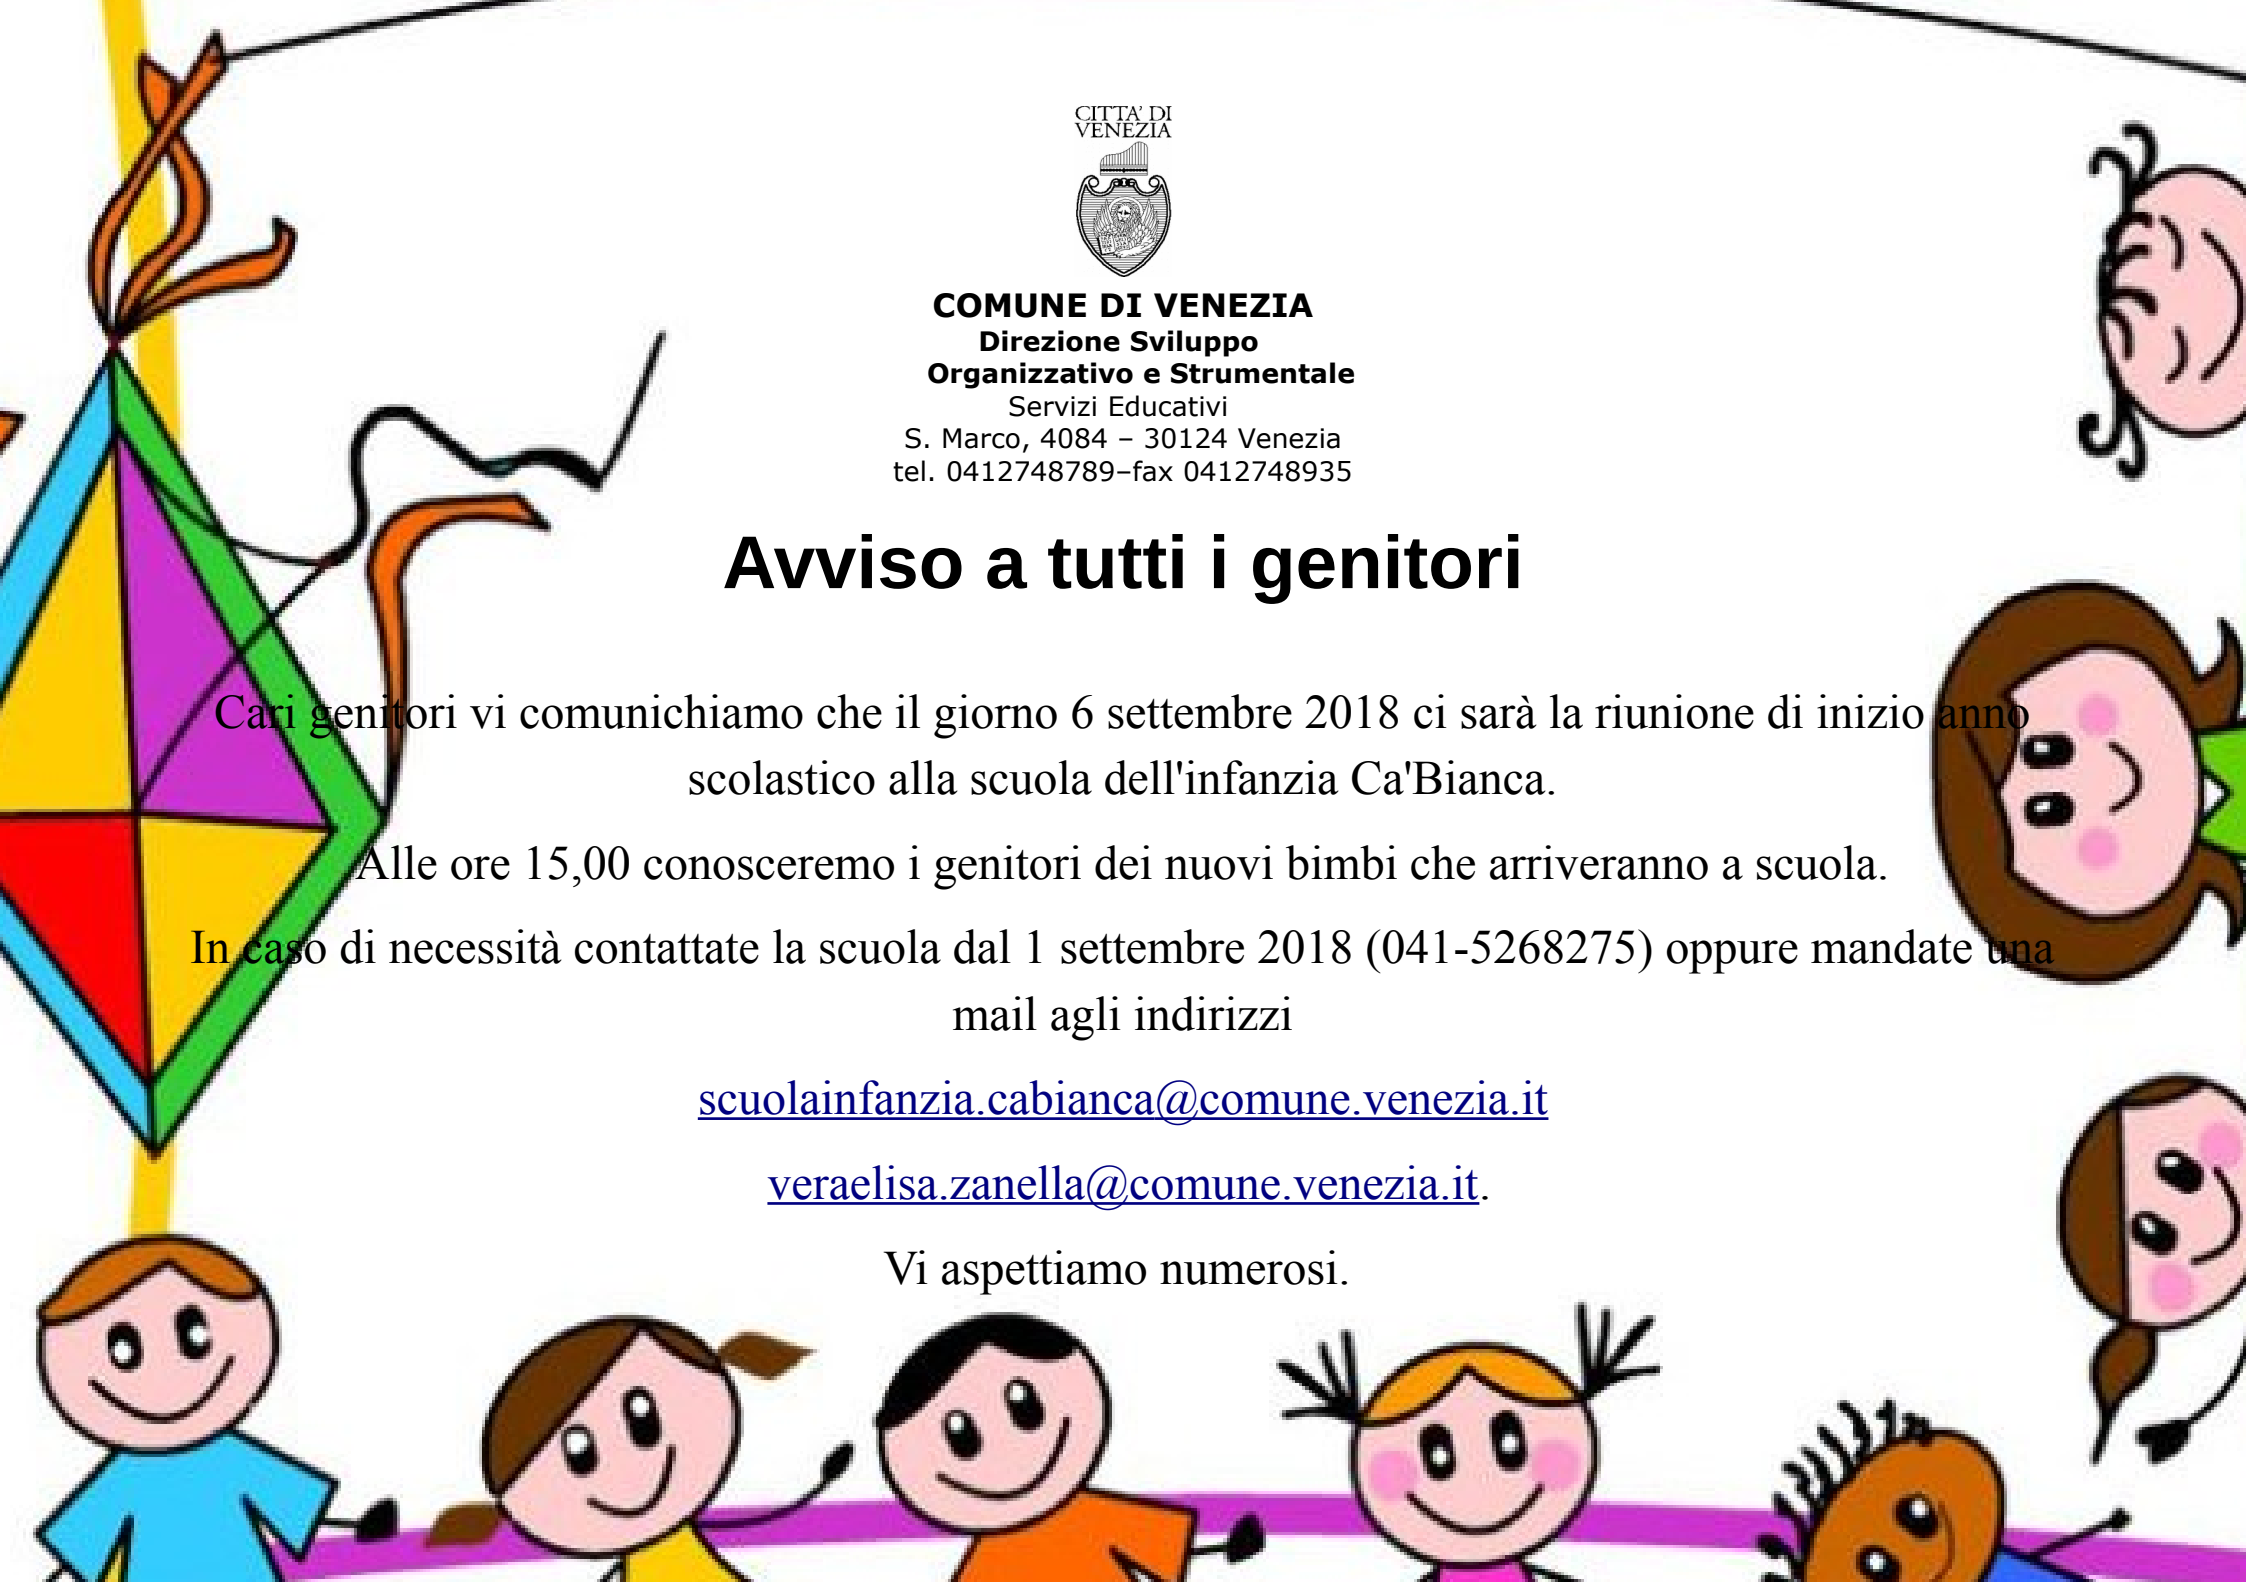 CITTA' DI
VENEZIA
COMUNE DI VENEZIA
Direzione Sviluppo
Organizzativo e Strumentale
Servizi Educativi
S. Marco, 4084 – 30124 Venezia
tel. 0412748789–fax 0412748935
Avviso a tutti i genitori
Cari genitori vi comunichiamo che il giorno 6 settembre 2018 ci sarà la riunione di inizio anno
scolastico alla scuola dell'infanzia Ca'Bianca.
Alle ore 15,00 conosceremo i genitori dei nuovi bimbi che arriveranno a scuola.
In caso di necessità contattate la scuola dal 1 settembre 2018 (041-5268275) oppure mandate una
mail agli indirizzi
scuolainfanzia.cabianca@comune.venezia.it
veraelisa.zanella@comune.venezia.it.
Vi aspettiamo numerosi.